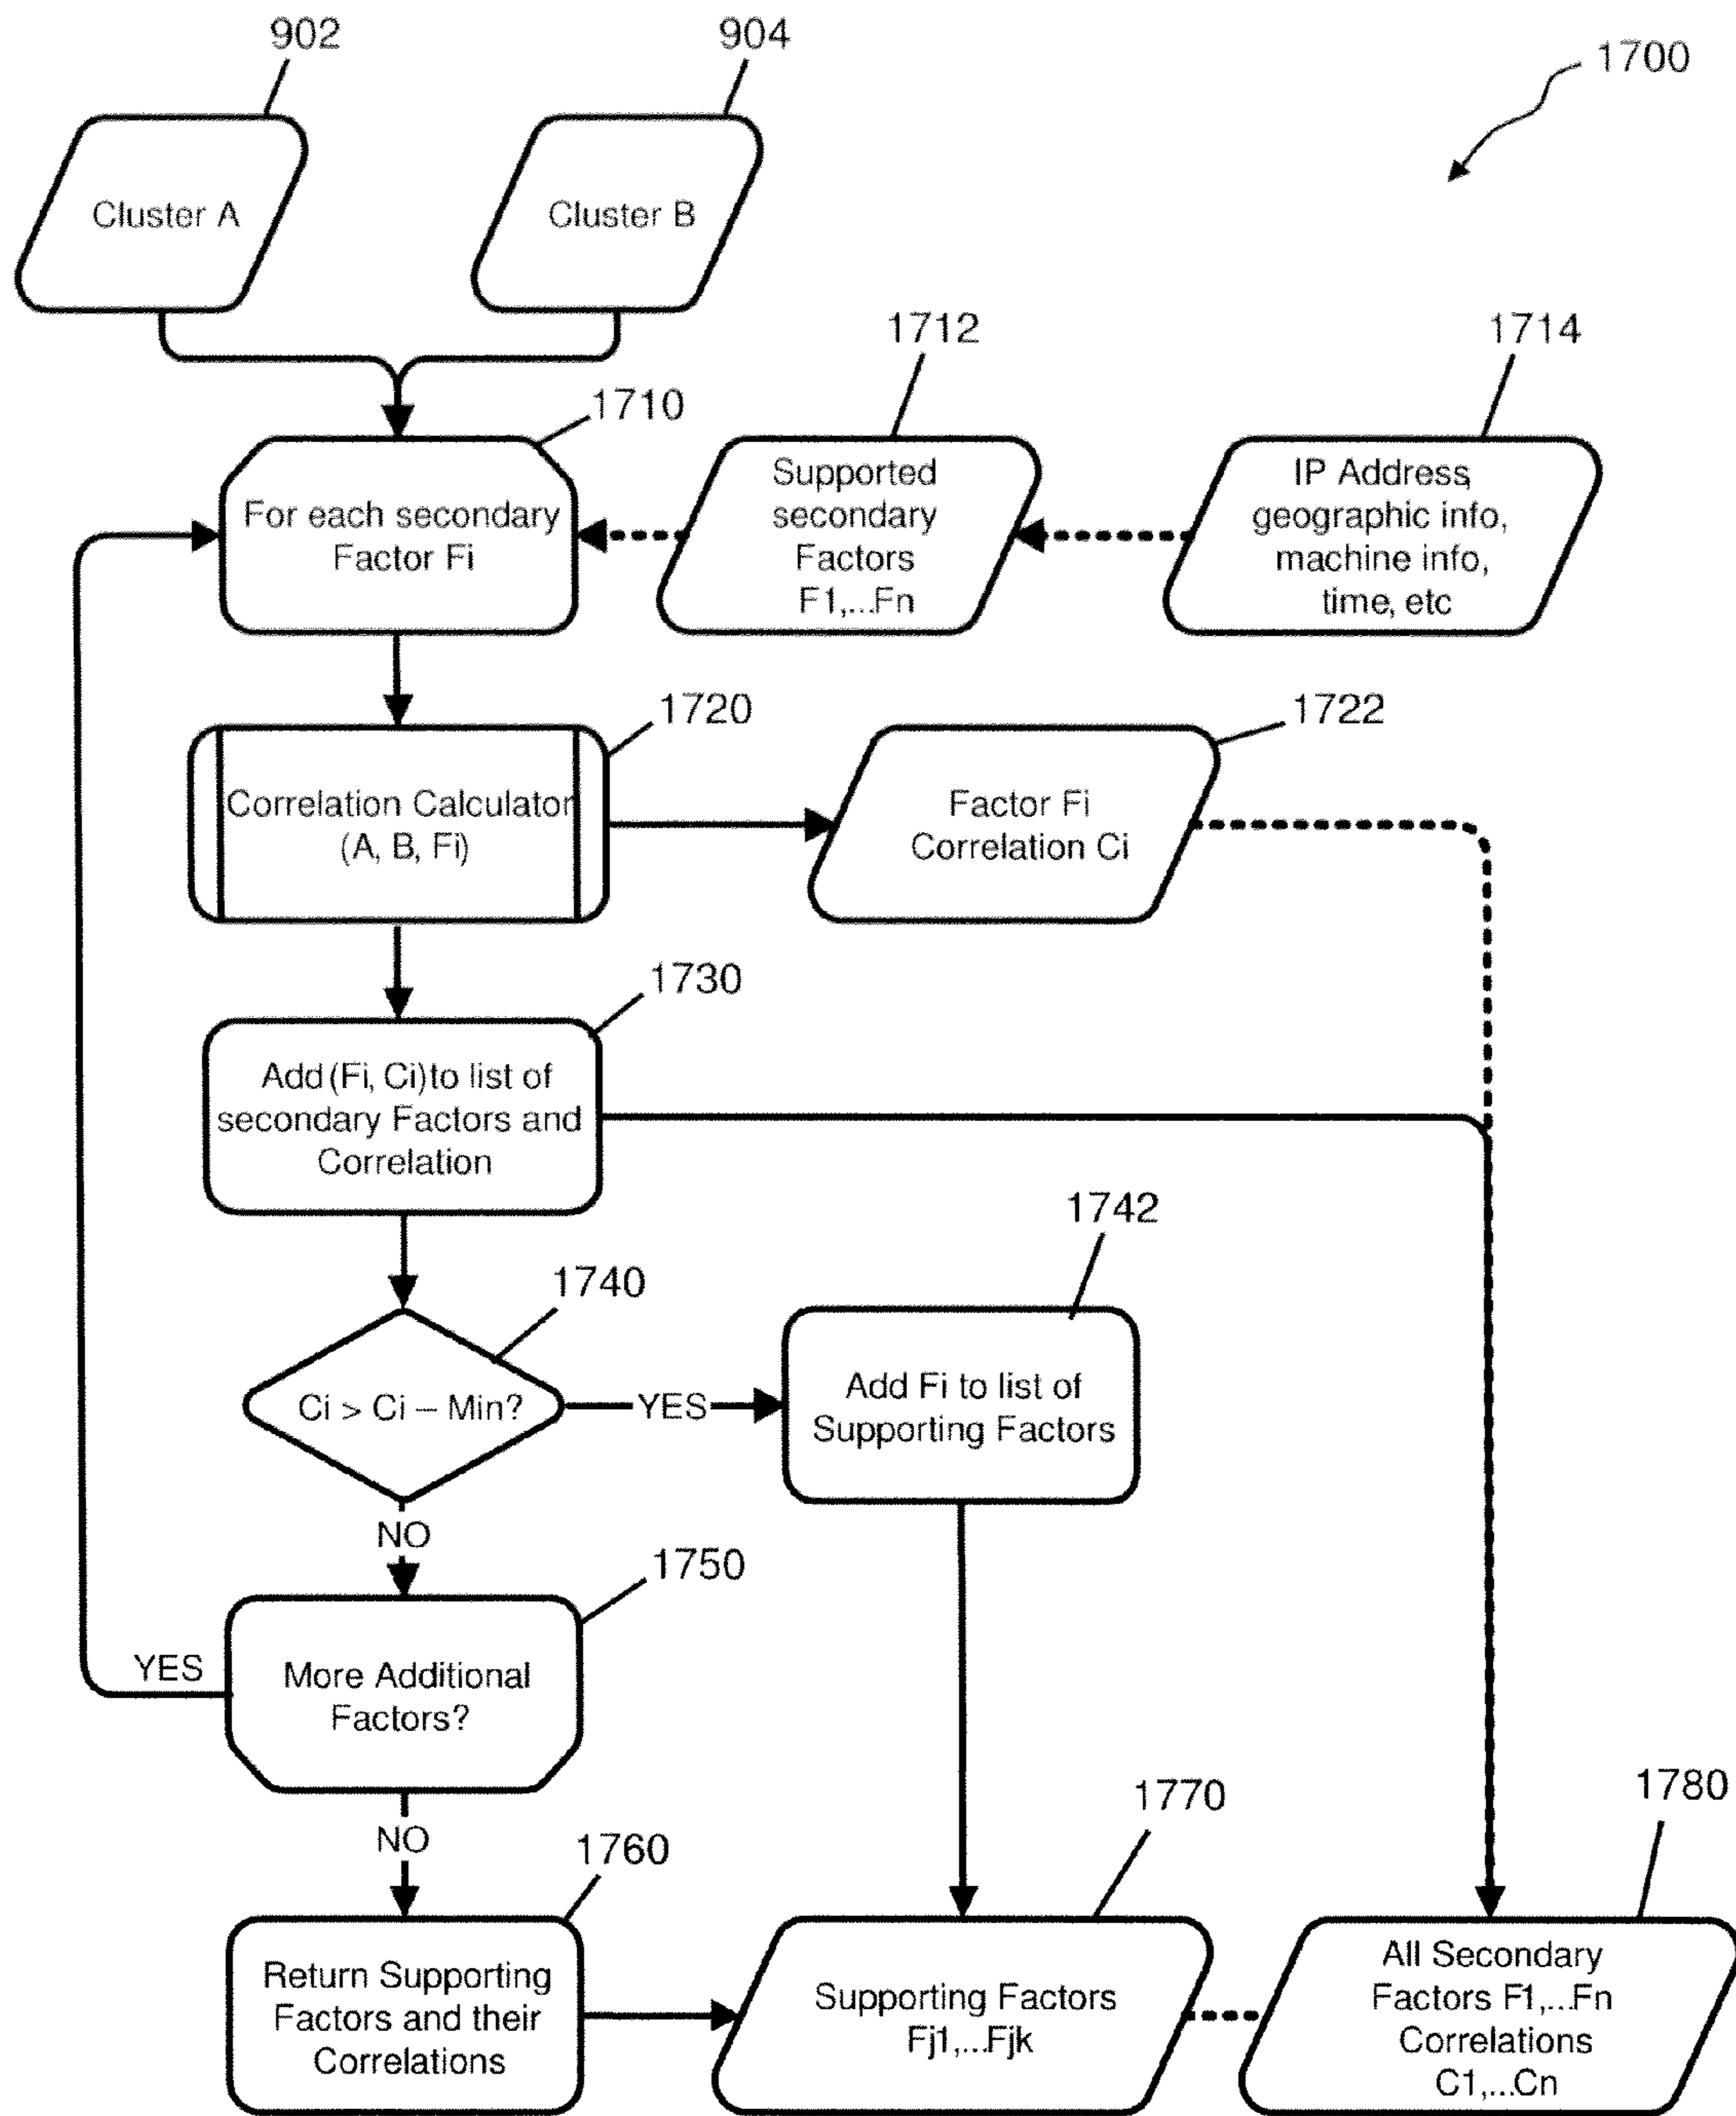 902
904
1700
Cluster A
Cluster B
1712
1714
1710
For each secondary
Factor Fi
Supported
secondary
Factors
F1,...Fn
IP Address,
geographic info,
machine info,
time, etc
1720
1722
Correlation Calculator
(A, B, Fi)
Factor Fi
Correlation Ci
1730
Add (Fi, Ci) to list of
secondary Factors and
Correlation
1742
1740
Ci > Ci – Min?
YES
Add Fi to list of
Supporting Factors
NO
1750
YES
More Additional
Factors?
1770
1780
NO
1760
Return Supporting
Factors and their
Correlations
Supporting Factors
Fj1,...Fjk
All Secondary
Factors F1,...Fn
Correlations
C1,...Cn